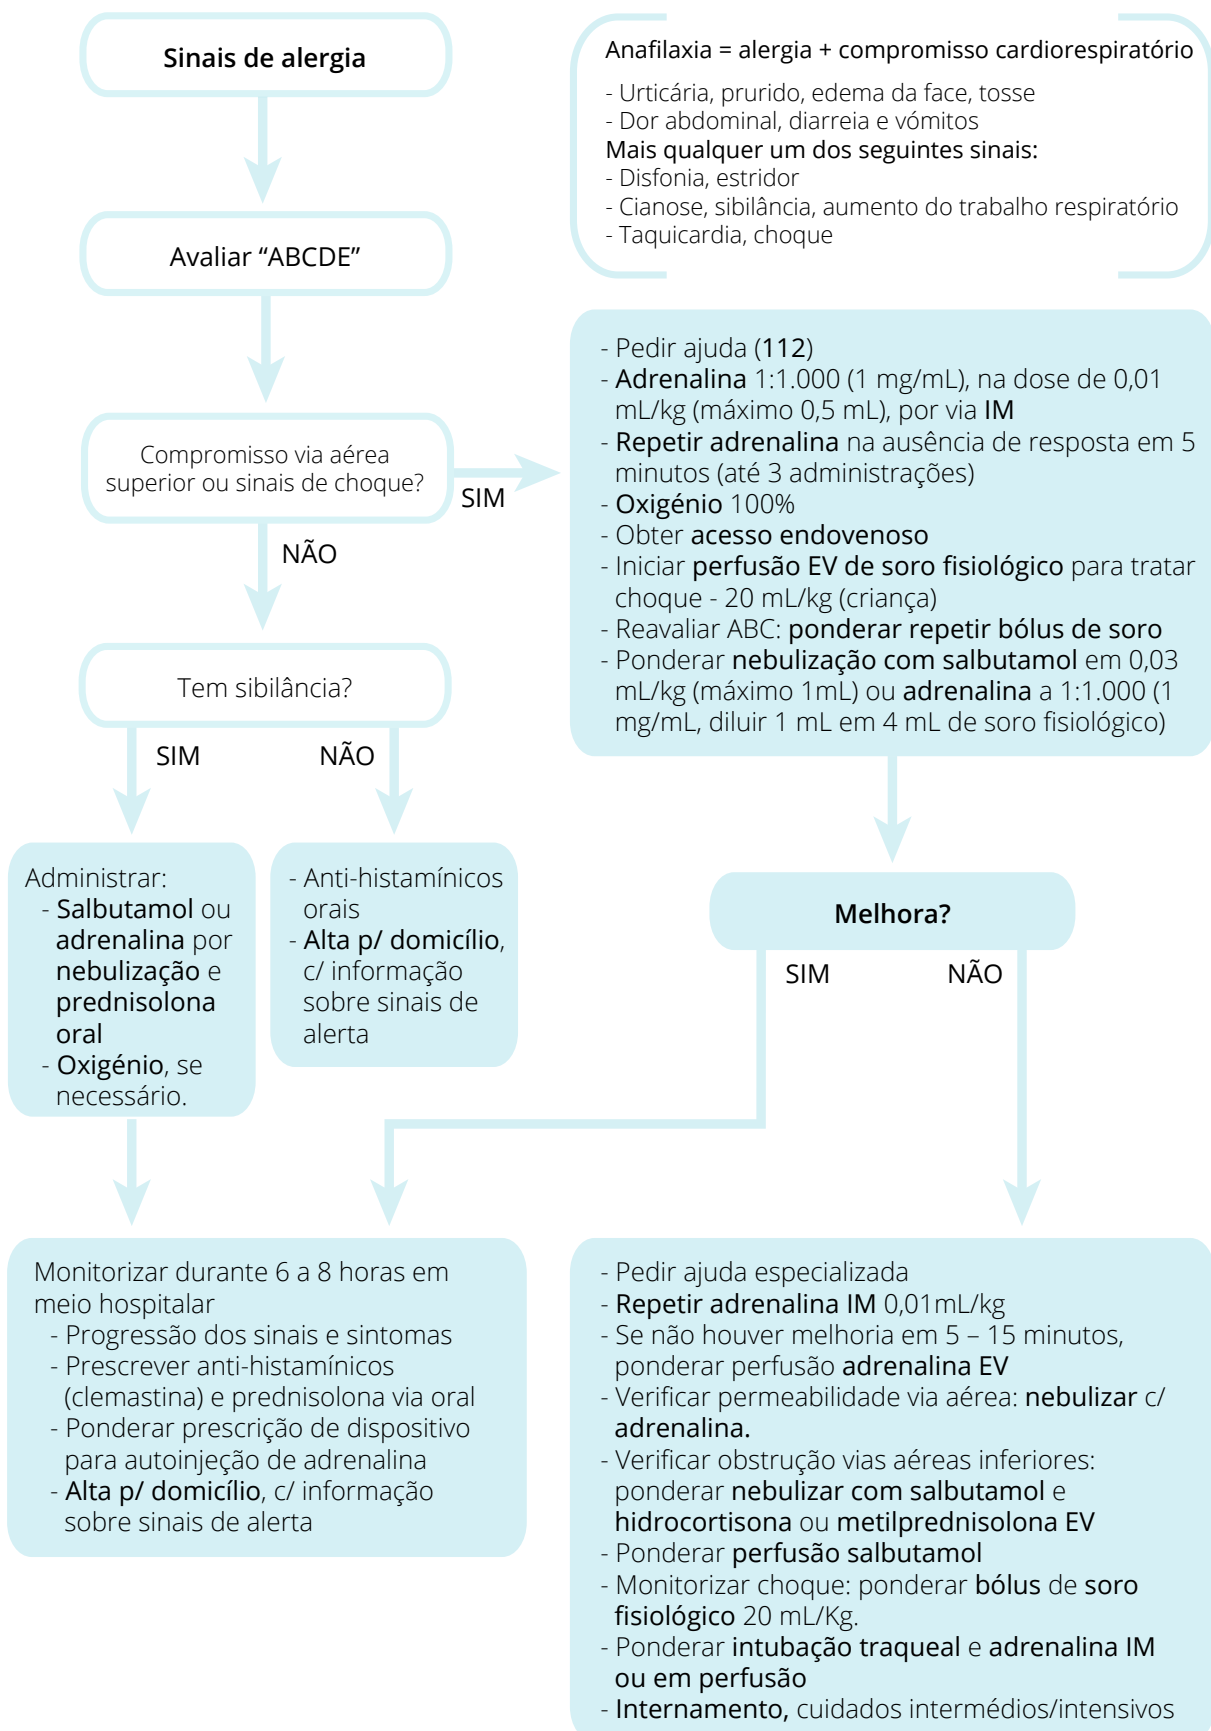 Sinais de alergia
Anafilaxia = alergia + compromisso cardiorespiratório
- Urticária, prurido, edema da face, tosse
- Dor abdominal, diarreia e vómitos
Mais qualquer um dos seguintes sinais:
- Disfonia, estridor
- Cianose, sibilância, aumento do trabalho respiratório
- Taquicardia, choque
Avaliar “ABCDE”
Compromisso via aérea
superior ou sinais de choque?
SIM
NÃO
- Pedir ajuda (112)
- Adrenalina 1:1.000 (1 mg/mL), na dose de 0,01
mL/kg (máximo 0,5 mL), por via IM
- Repetir adrenalina na ausência de resposta em 5
minutos (até 3 administrações)
- Oxigénio 100%
- Obter acesso endovenoso
- Iniciar perfusão EV de soro fisiológico para tratar
choque - 20 mL/kg (criança)
- Reavaliar ABC: ponderar repetir bólus de soro
- Ponderar nebulização com salbutamol em 0,03
mL/kg (máximo 1mL) ou adrenalina a 1:1.000 (1
mg/mL, diluir 1 mL em 4 mL de soro fisiológico)
Tem sibilância?
SIM
NÃO
Administrar:
- Salbutamol ou
adrenalina por
nebulização e
prednisolona
oral
- Oxigénio, se
necessário.
- Anti-histamínicos
orais
- Alta p/ domicílio,
c/ informação
sobre sinais de
alerta
Melhora?
SIM
NÃO
Monitorizar durante 6 a 8 horas em
meio hospitalar
- Progressão dos sinais e sintomas
- Prescrever anti-histamínicos
(clemastina) e prednisolona via oral
- Ponderar prescrição de dispositivo
para autoinjeção de adrenalina
- Alta p/ domicílio, c/ informação
sobre sinais de alerta
- Pedir ajuda especializada
- Repetir adrenalina IM 0,01mL/kg
- Se não houver melhoria em 5 – 15 minutos,
ponderar perfusão adrenalina EV
- Verificar permeabilidade via aérea: nebulizar c/
adrenalina.
- Verificar obstrução vias aéreas inferiores:
ponderar nebulizar com salbutamol e
hidrocortisona ou metilprednisolona EV
- Ponderar perfusão salbutamol
- Monitorizar choque: ponderar bólus de soro
fisiológico 20 mL/Kg.
- Ponderar intubação traqueal e adrenalina IM
ou em perfusão
- Internamento, cuidados intermédios/intensivos